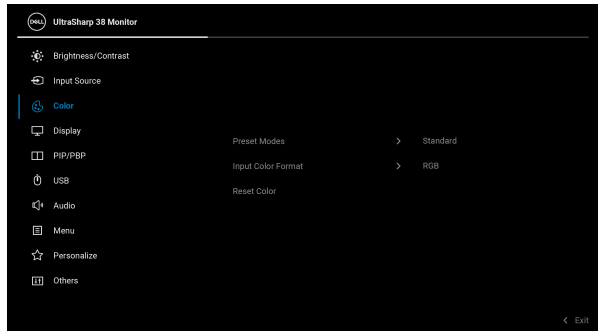 DELL UltraSharp 38 Monitor
Brightness/Contrast
Input Source
Color
Display
PIP/PBP
USB
Audio
Menu
Personalize
Others
Preset Modes > Standard
Input Color Format > RGB
Reset Color
< Exit